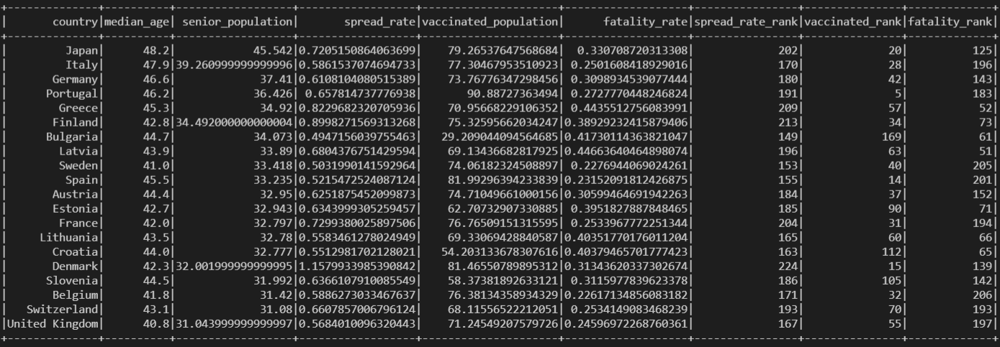 +--------------+----------+------------------+------------------+---------------------+-------------------+----------------+---------------+-------------+
| country|median_age| senior_population| spread_rate|vaccinated_population| fatality_rate|spread_rate_rank|vaccinated_rank|fatality_rank|
+--------------+----------+------------------+------------------+---------------------+-------------------+----------------+---------------+-------------+
| Japan| 48.2| 45.542|0.7205150864063699| 79.26537647568684| 0.330708720313308| 202| 20| 125|
| Italy| 47.9|39.260999999999996|0.5861537074694733| 77.30467953510923| 0.2501608418929016| 170| 28| 196|
| Germany| 46.6| 37.41|0.6108104080515389| 73.76776347298456| 0.3098934539077444| 180| 42| 143|
| Portugal| 46.2| 36.426| 0.657814737776938| 90.88727363494| 0.2727770448246824| 191| 5| 183|
| Greece| 45.3| 34.92|0.8229682320705936| 70.95668229106352| 0.4435512756083991| 209| 57| 52|
| Finland| 42.8|34.492000000000004|0.8998271569313268| 75.32595662034247|0.38929232415879406| 213| 34| 73|
| Bulgaria| 44.7| 34.073|0.4947156039755463| 29.209044094564685|0.41730114363821047| 149| 169| 61|
| Latvia| 43.9| 33.89|0.6804376751429594| 69.13436682817925|0.44663640464898074| 196| 63| 51|
| Sweden| 41.0| 33.418|0.5031990141592964| 74.06182324508897| 0.2276944069024261| 153| 40| 205|
| Spain| 45.5| 33.235|0.5215472524087124| 81.99296394233839|0.23152091812426875| 155| 14| 201|
| Austria| 44.4| 32.95|0.6251875452099873| 74.71049661000156|0.30599464691942263| 184| 37| 152|
| Estonia| 42.7| 32.943|0.6343999305259457| 62.70732907330885| 0.3951827887848465| 185| 90| 71|
| France| 42.0| 32.797|0.7299380025897506| 76.76509151315595| 0.2533967772251344| 204| 31| 194|
| Lithuania| 43.5| 32.78|0.5583461278024949| 69.33069428840587|0.40351770176011204| 165| 60| 66|
| Croatia| 44.0| 32.777|0.5512981702128021| 54.203133678307616|0.40379465701777423| 163| 112| 65|
| Denmark| 42.3|32.001999999999995|1.1579933985390842| 81.46550789895312|0.31343620337302674| 224| 15| 139|
| Slovenia| 44.5| 31.992|0.6366107910085549| 58.37381892633121| 0.3115977839623378| 186| 105| 142|
| Belgium| 41.8| 31.42|0.5886273033467637| 76.38134358934329|0.22617134856083182| 171| 32| 206|
| Switzerland| 43.1| 31.08|0.6607857006796124| 68.11556522212051| 0.2534149083468239| 193| 70| 193|
|United Kingdom| 40.8|31.043999999999997|0.5684010096320443| 71.24549207579726|0.24596972268760361| 167| 55| 197|
+--------------+----------+------------------+------------------+---------------------+-------------------+----------------+---------------+-------------+